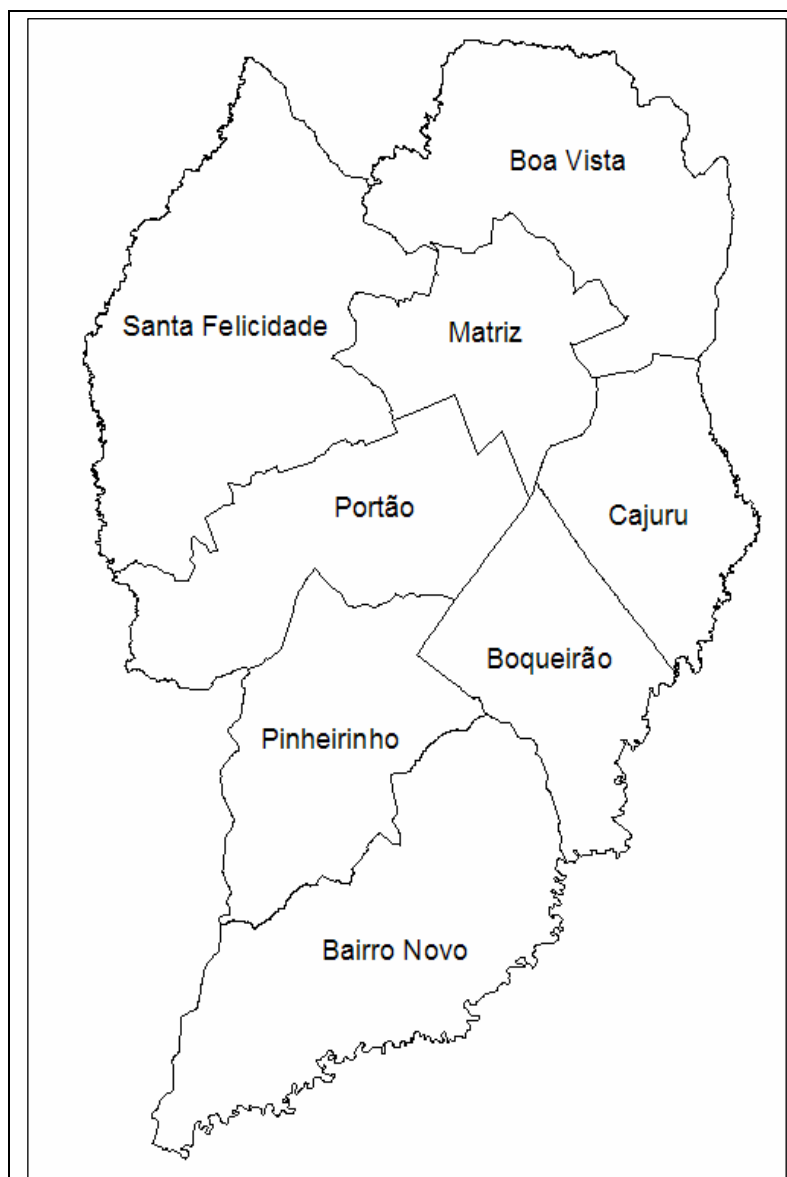 Boa Vista
Santa Felicidade
Matriz
Portão
Cajuru
Boqueirão
Pinheirinho
Bairro Novo